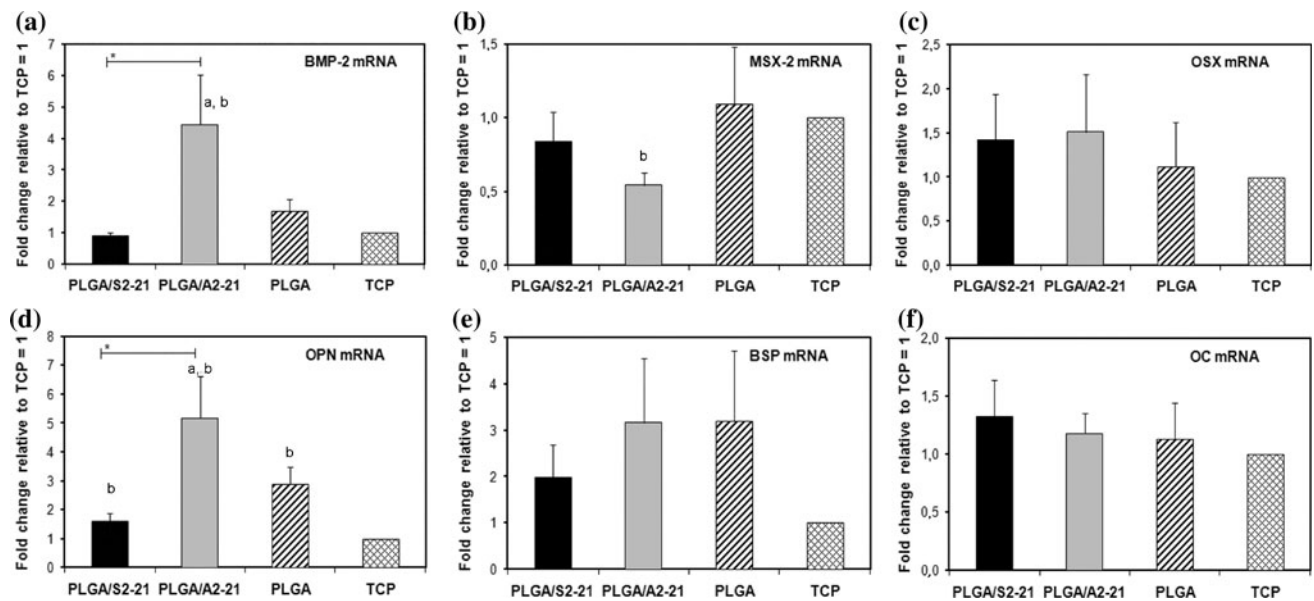 (a)
Fold change relative to TCP = 1
7
6
5
4
3
2
1
0
*
BMP-2 mRNA
a, b
PLGA/S2-21 PLGA/A2-21 PLGA TCP
(b)
Fold change relative to TCP = 1
1,5
1,0
0,5
0,0
MSX-2 mRNA
b
PLGA/S2-21 PLGA/A2-21 PLGA TCP
(c)
Fold change relative to TCP = 1
2,5
2,0
1,5
1,0
0,5
0,0
OSX mRNA
PLGA/S2-21 PLGA/A2-21 PLGA TCP
(d)
Fold change relative to TCP = 1
8
7
6
5
4
3
2
1
0
*
OPN mRNA
a, b
b
b
PLGA/S2-21 PLGA/A2-21 PLGA TCP
(e)
Fold change relative to TCP = 1
5
4
3
2
1
0
BSP mRNA
PLGA/S2-21 PLGA/A2-21 PLGA TCP
(f)
Fold change relative to TCP = 1
2,0
1,5
1,0
0,5
0,0
OC mRNA
PLGA/S2-21 PLGA/A2-21 PLGA TCP